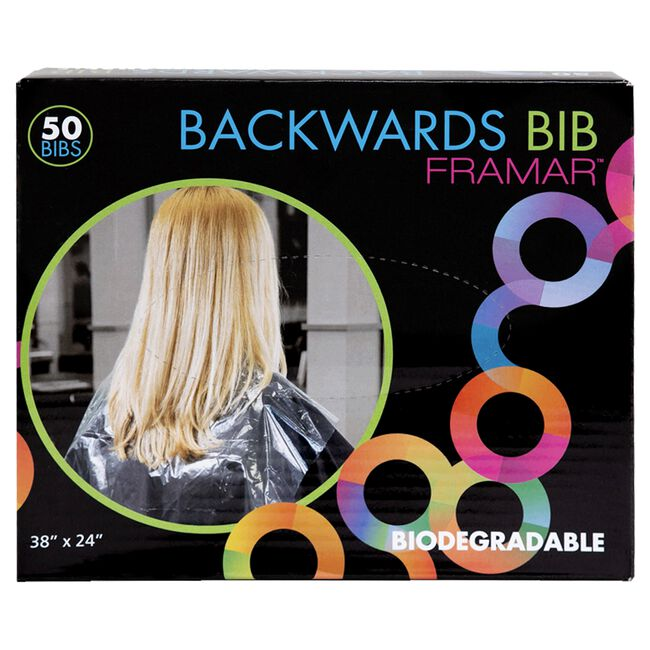 50
BIBS
BACKWARDS BIB
FRAMAR™
38” x 24”
BIODEGRADABLE